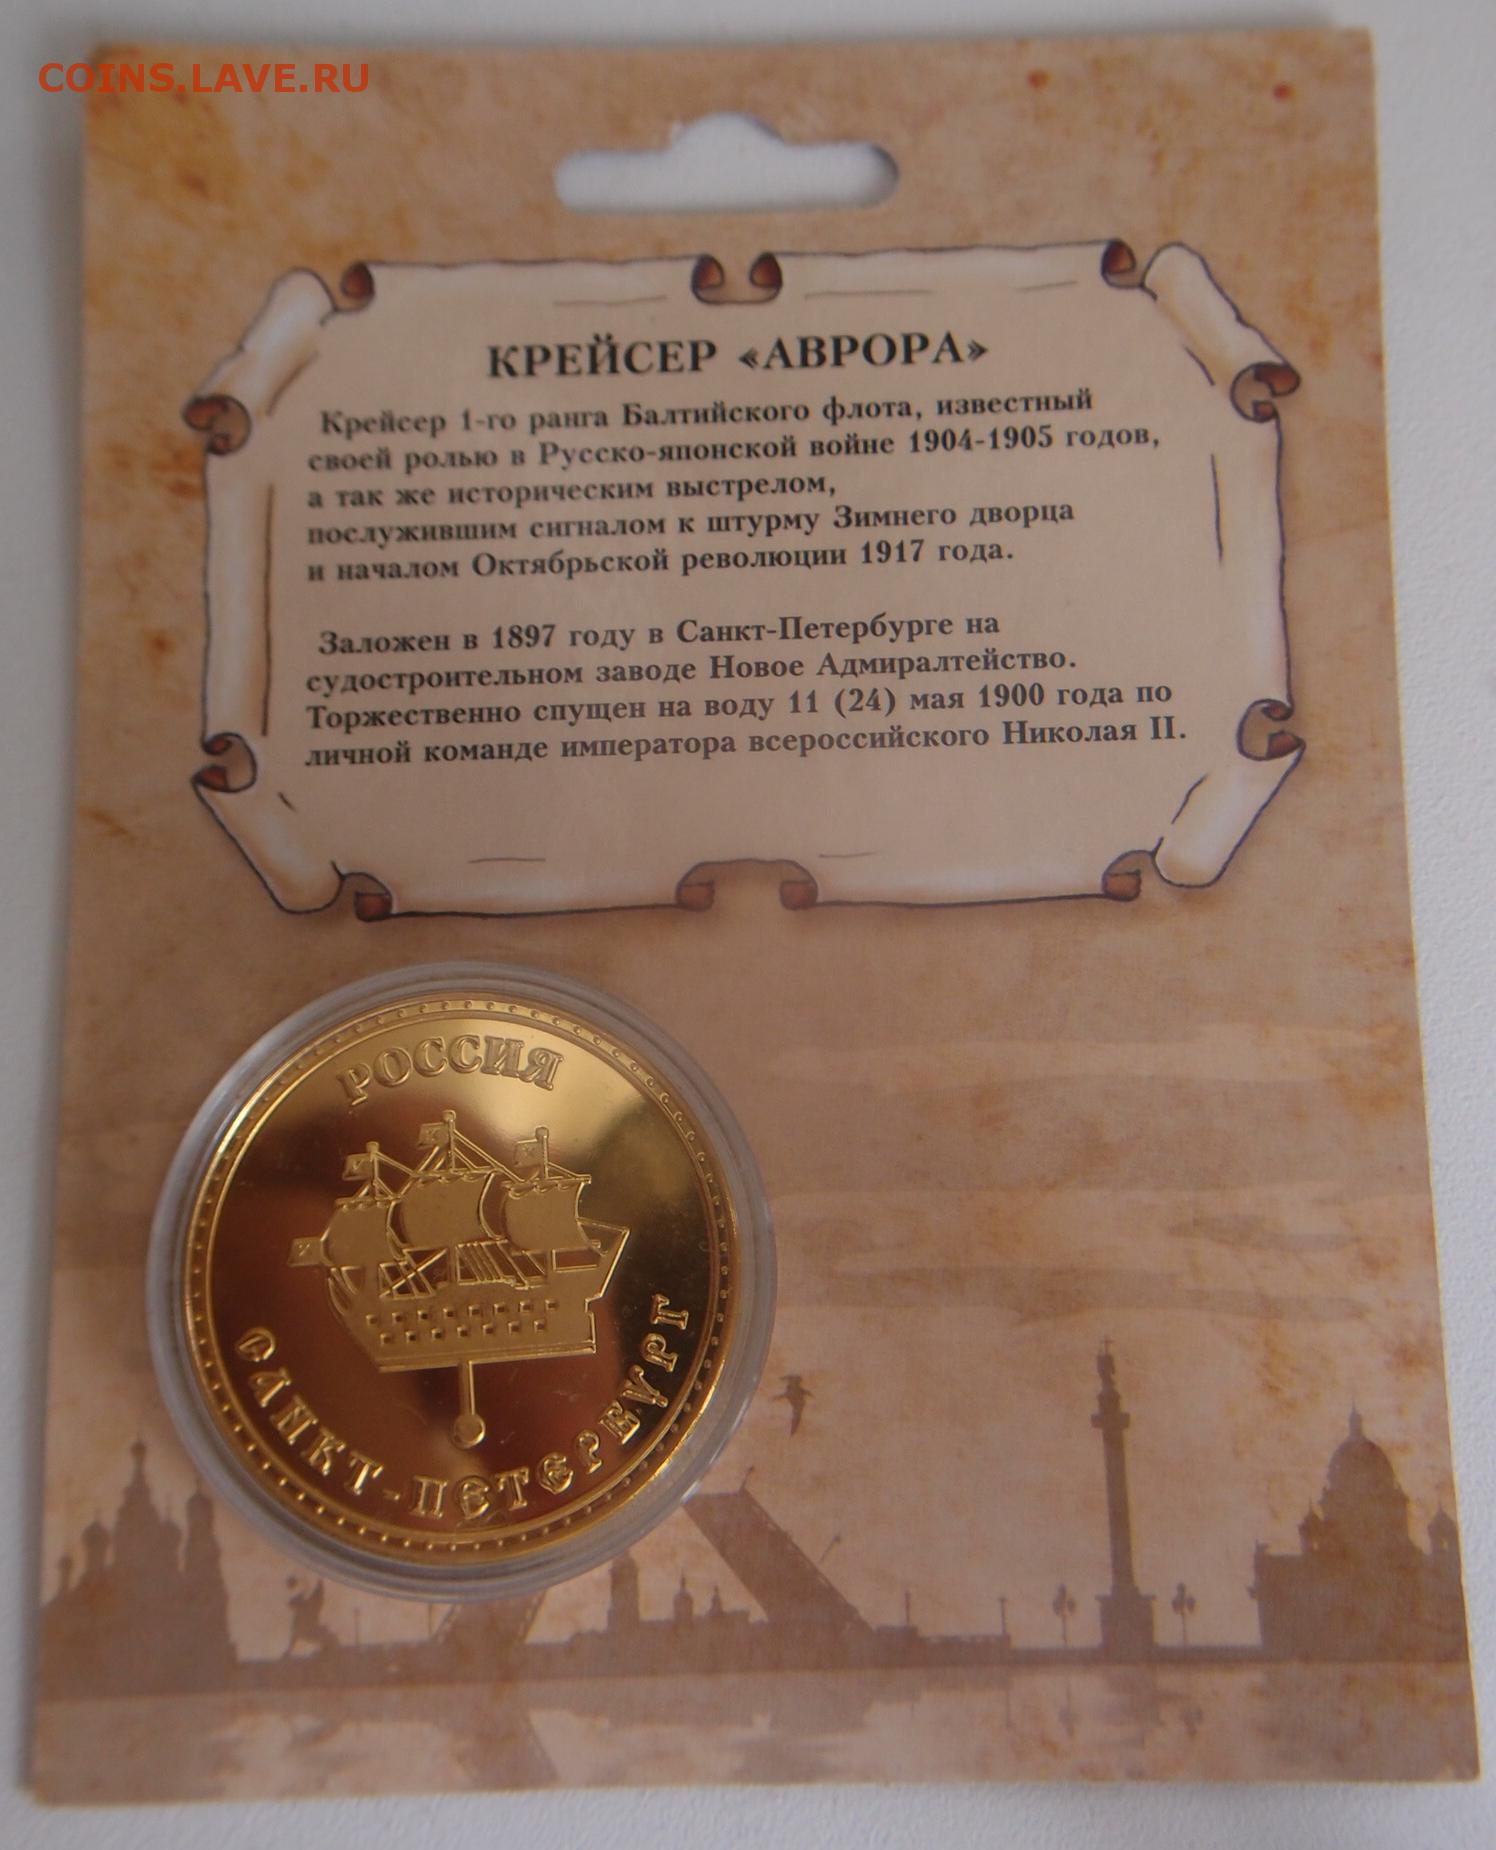 COINS.LAVE.RU
КРЕЙСЕР «АВРОРА»
Крейсер 1-го ранга Балтийского флота, известный
своей ролью в Русско-японской войне 1904-1905 годов,
а так же историческим выстрелом,
послужившим сигналом к штурму Зимнего дворца
и началом Октябрьской революции 1917 года.
Заложен в 1897 году в Санкт-Петербурге на
судостроительном заводе Новое Адмиралтейство.
Торжественно спущен на воду 11 (24) мая 1900 года по
личной команде императора всероссийского Николая II.
РОССИЯ
САНКТ-ПЕТЕРБУРГ